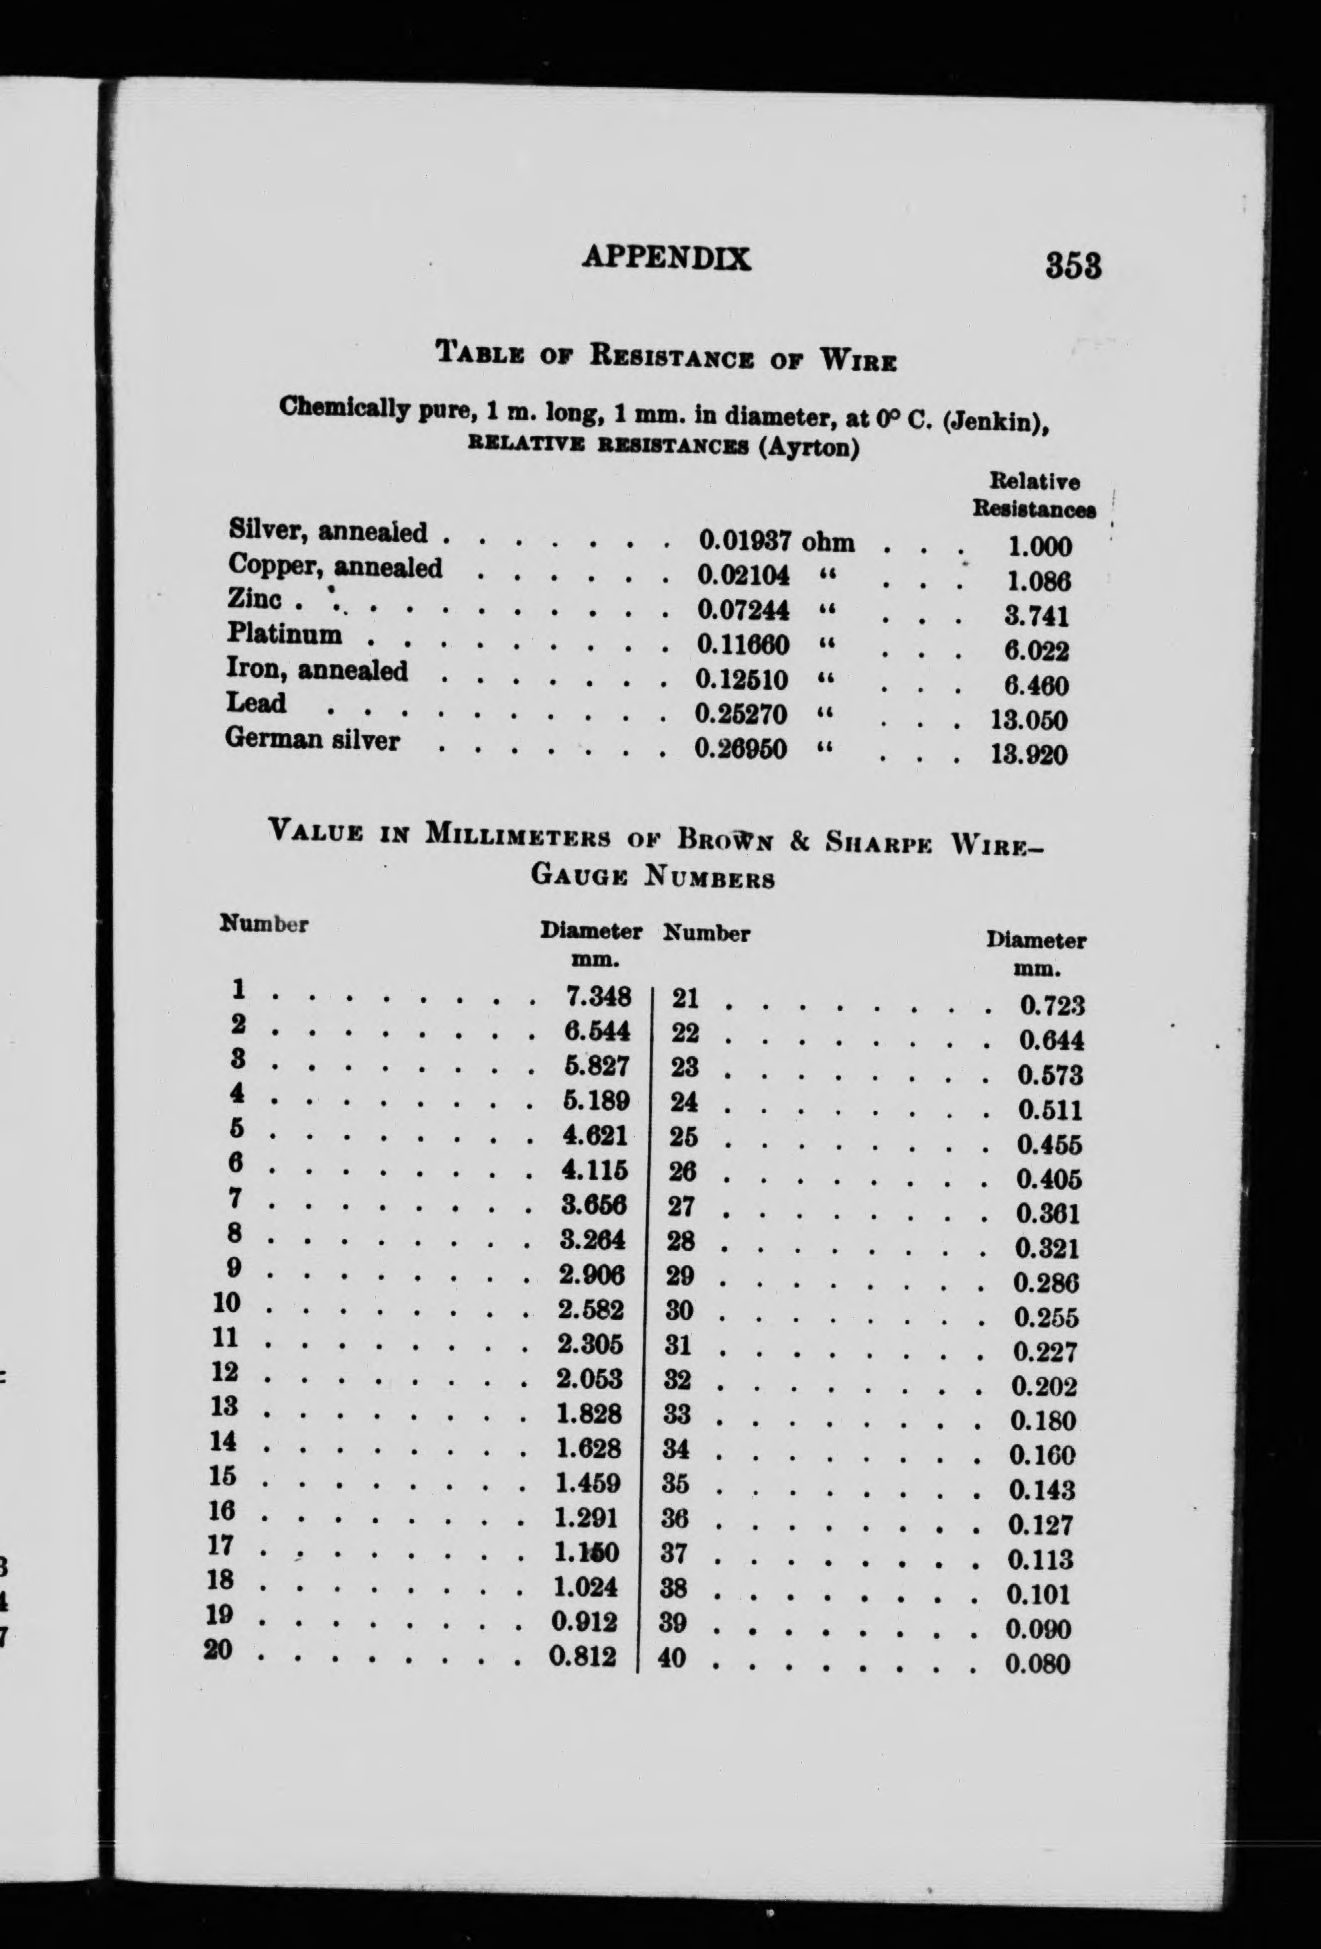 APPENDIX 353
TABLE OF RESISTANCE OF WIRE
Chemically pure, 1 m. long, 1 mm. in diameter, at 0° C. (Jenkin),
RELATIVE RESISTANCES (Ayrton)
Relative
Resistances
Silver, annealed . . . . . . . 0.01937 ohm . . . 1.000
Copper, annealed . . . . . . 0.02104 “ . . . 1.086
Zinc . . . . . . . . . . . 0.07244 “ . . . 3.741
Platinum . . . . . . . . . 0.11660 “ . . . 6.022
Iron, annealed . . . . . . . 0.12510 “ . . . 6.460
Lead . . . . . . . . . . 0.25270 “ . . . 13.050
German silver . . . . . . . 0.26950 “ . . . 13.920
VALUE IN MILLIMETERS OF BROWN & SHARPE WIRE-
GAUGE NUMBERS
Number Diameter Number Diameter
mm. mm.
1 . . . . . . . . 7.348 21 . . . . . . . . 0.723
2 . . . . . . . . 6.544 22 . . . . . . . . 0.644
3 . . . . . . . . 5.827 23 . . . . . . . . 0.573
4 . . . . . . . . 5.189 24 . . . . . . . . 0.511
5 . . . . . . . . 4.621 25 . . . . . . . . 0.455
6 . . . . . . . . 4.115 26 . . . . . . . . 0.405
7 . . . . . . . . 3.656 27 . . . . . . . . 0.361
8 . . . . . . . . 3.264 28 . . . . . . . . 0.321
9 . . . . . . . . 2.906 29 . . . . . . . . 0.286
10 . . . . . . . . 2.582 30 . . . . . . . . 0.255
11 . . . . . . . . 2.305 31 . . . . . . . . 0.227
12 . . . . . . . . 2.053 32 . . . . . . . . 0.202
13 . . . . . . . . 1.828 33 . . . . . . . . 0.180
14 . . . . . . . . 1.628 34 . . . . . . . . 0.160
15 . . . . . . . . 1.459 35 . . . . . . . . 0.143
16 . . . . . . . . 1.291 36 . . . . . . . . 0.127
17 . . . . . . . . 1.150 37 . . . . . . . . 0.113
18 . . . . . . . . 1.024 38 . . . . . . . . 0.101
19 . . . . . . . . 0.912 39 . . . . . . . . 0.090
20 . . . . . . . . 0.812 40 . . . . . . . . 0.080